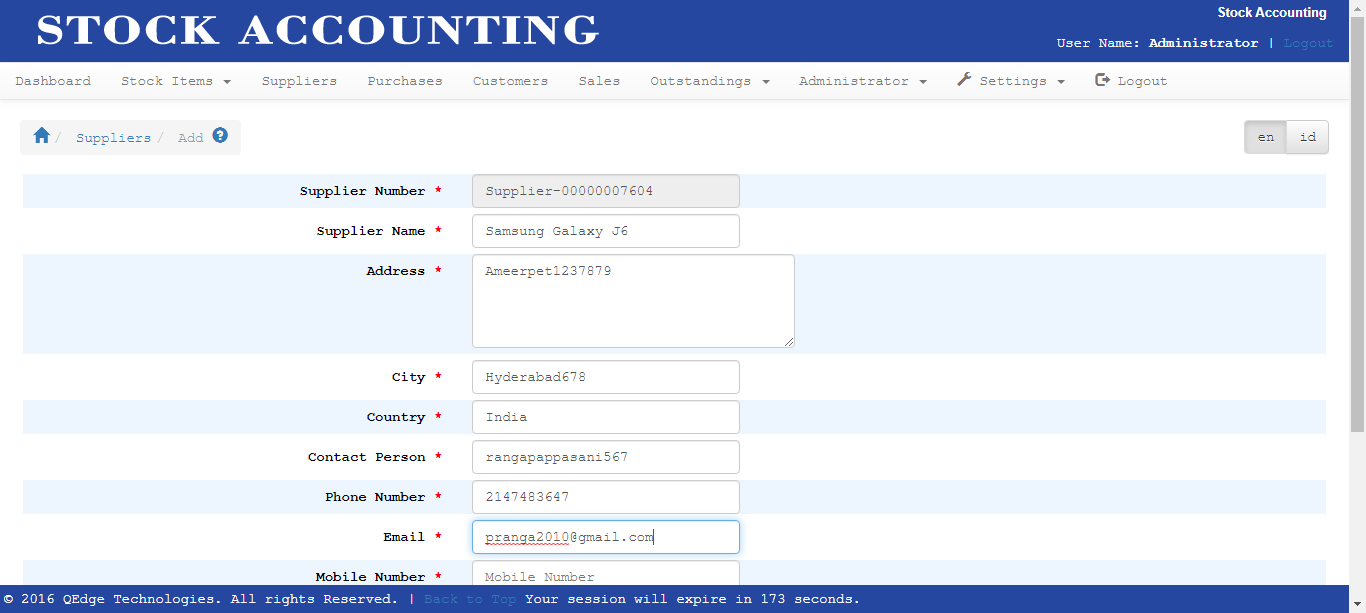 STOCK ACCOUNTING
Stock Accounting
User Name: Administrator | Logout
Dashboard Stock Items Suppliers Purchases Customers Sales Outstandings Administrator Settings Logout
/ Suppliers / Add ?
en id
Supplier Number * Supplier-00000007604
Supplier Name * Samsung Galaxy J6
Address * Ameerpet1237879
City * Hyderabad678
Country * India
Contact Person * rangapappasani567
Phone Number * 2147483647
Email * pranga2010@gmail.com
Mobile Number * Mobile Number
© 2016 QEdge Technologies. All rights Reserved. | Back to Top Your session will expire in 173 seconds.